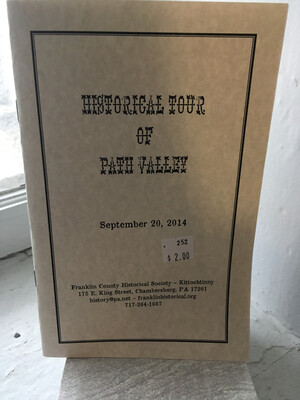 HISTORICAL TOUR
OF
PATH VALLEY
September 20, 2014
252
$ 2.00
Franklin County Historical Society – Kittochtinny
175 E. King Street, Chambersburg, PA 17201
history@pa.net – franklinhistorical.org
717-264-1667